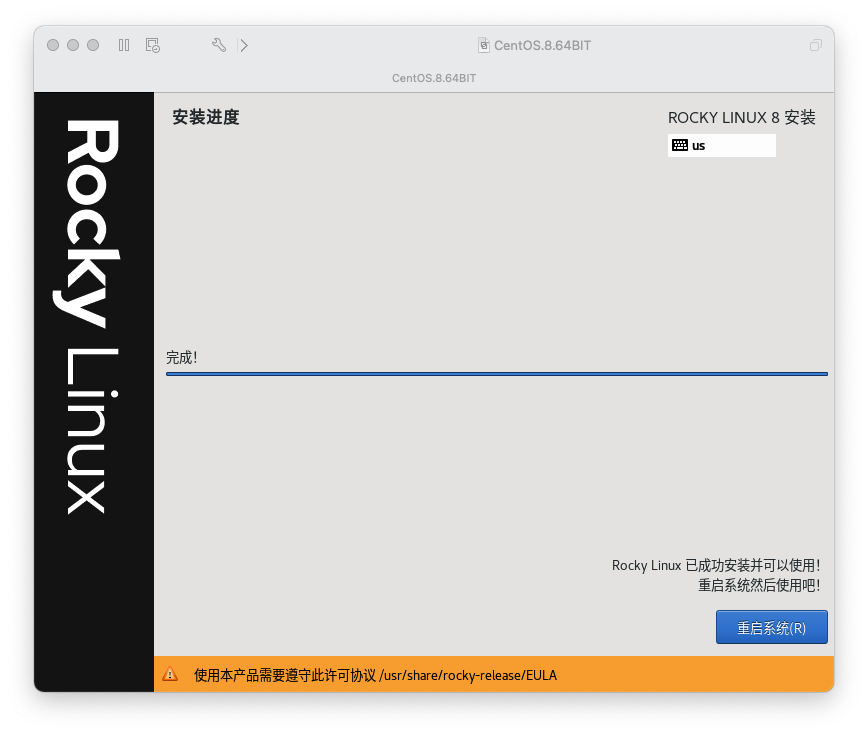 CentOS.8.64BIT
CentOS.8.64BIT
Rocky Linux
安装进度
ROCKY LINUX 8 安装
us
完成!
Rocky Linux 已成功安装并可以使用!
重启系统然后使用吧!
重启系统(R)
使用本产品需要遵守此许可协议 /usr/share/rocky-release/EULA